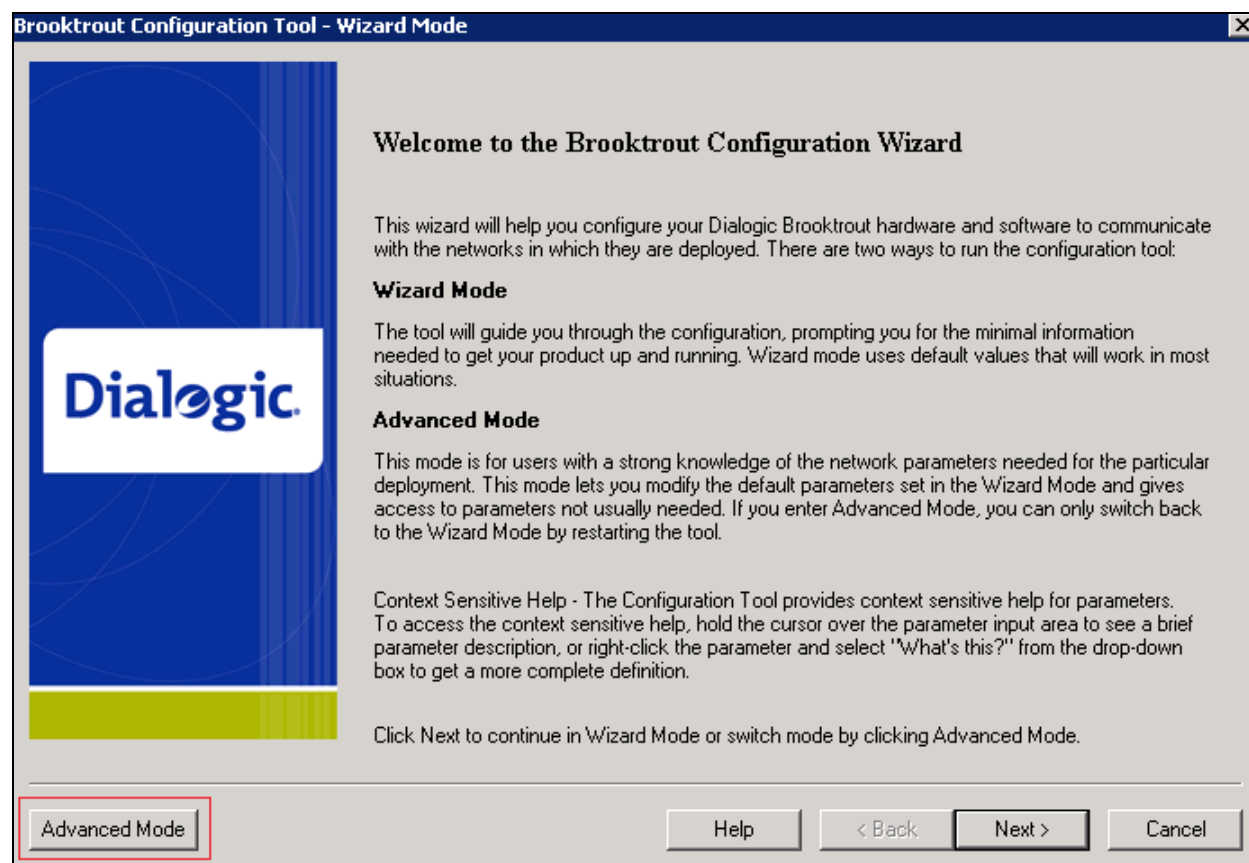 Brooktrout Configuration Tool - Wizard Mode
Welcome to the Brooktrout Configuration Wizard
This wizard will help you configure your Dialogic Brooktrout hardware and software to communicate
with the networks in which they are deployed. There are two ways to run the configuration tool:
Wizard Mode
The tool will guide you through the configuration, prompting you for the minimal information
needed to get your product up and running. Wizard mode uses default values that will work in most
situations.
Dialogic.
Advanced Mode
This mode is for users with a strong knowledge of the network parameters needed for the particular
deployment. This mode lets you modify the default parameters set in the Wizard Mode and gives
access to parameters not usually needed. If you enter Advanced Mode, you can only switch back
to the Wizard Mode by restarting the tool.
Context Sensitive Help - The Configuration Tool provides context sensitive help for parameters.
To access the context sensitive help, hold the cursor over the parameter input area to see a brief
parameter description, or right-click the parameter and select "What's this?" from the drop-down
box to get a more complete definition.
Click Next to continue in Wizard Mode or switch mode by clicking Advanced Mode.
Advanced Mode
Help
< Back
Next >
Cancel